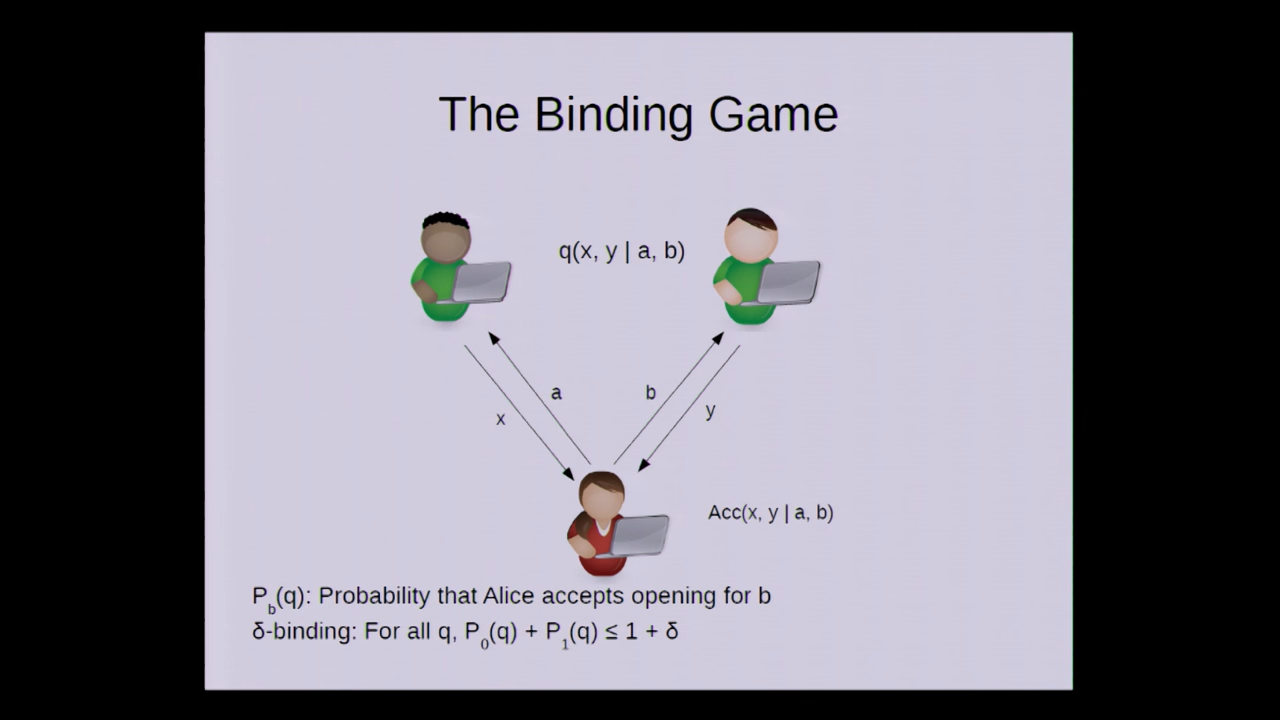 The Binding Game
q(x, y | a, b)
a
b
x
y
Acc(x, y | a, b)
P_b(q): Probability that Alice accepts opening for b
δ-binding: For all q, P_0(q) + P_1(q) ≤ 1 + δ